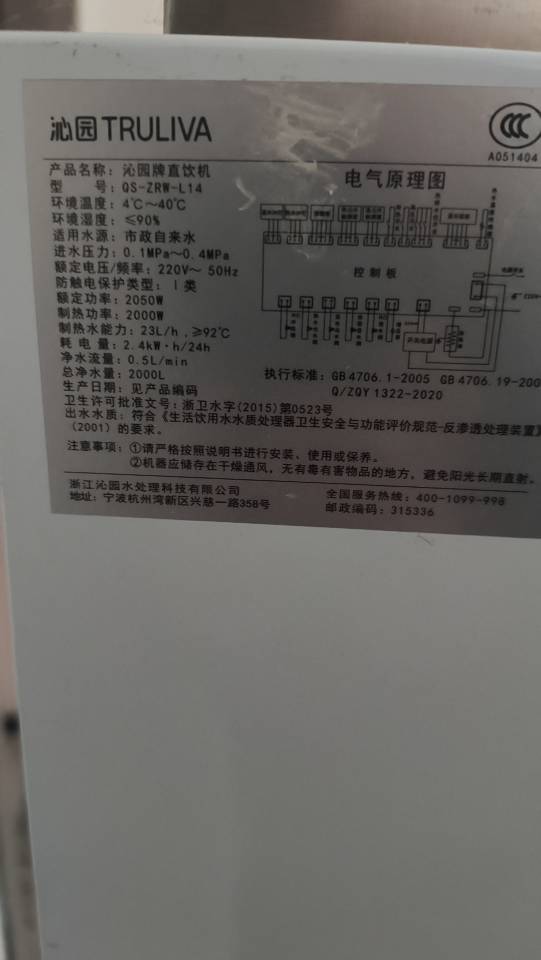 沁园TRULIVA
CCC
A051404
产品名称：沁园牌直饮机
型 号：QS-ZRW-L14
环境温度：4℃～40℃
环境湿度：≤90%
适用水源：市政自来水
进水压力：0.1MPa～0.4MPa
额定电压/频率：220V～ 50Hz
防触电保护类型：Ⅰ类
额定功率：2050W
制热功率：2000W
制热水能力：23L/h，≥92℃
耗 电 量：2.4kW·h/24h
净水流量：0.5L/min
总净水量：2000L
生产日期：见产品编码
卫生许可批准文号：浙卫水字(2015)第0523号
出水水质：符合《生活饮用水水质处理器卫生安全与功能评价规范-反渗透处理装置》
(2001) 的要求。
电气原理图
控制板
开关电源
执行标准：GB4706.1-2005 GB4706.19-200
Q/ZQY 1322-2020
注意事项：①请严格按照说明书进行安装、使用或保养。
②机器应储存在干燥通风，无有毒有害物品的地方，避免阳光长期直射。
浙江沁园水处理科技有限公司
地址：宁波杭州湾新区兴慈一路358号
全国服务热线：400-1099-998
邮政编码：315336